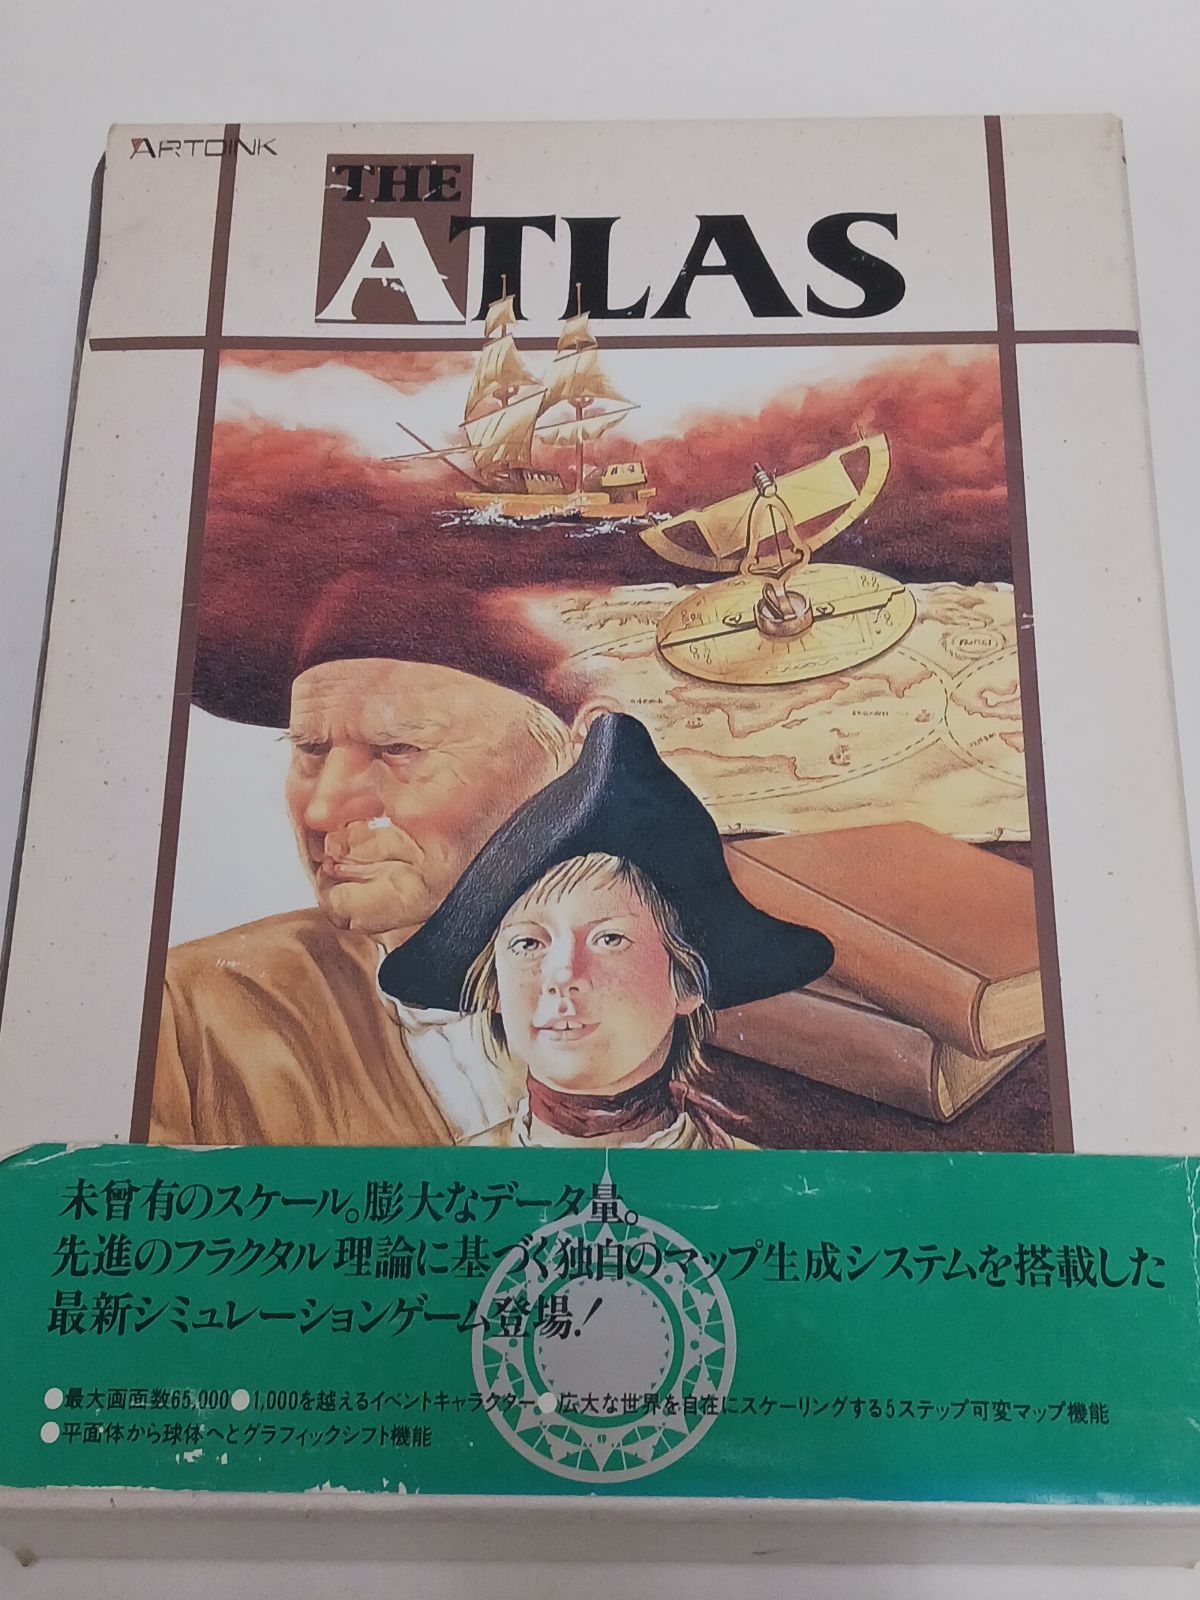 ARTDINK
THE
ATLAS
未曾有のスケール。膨大なデータ量。
先進のフラクタル理論に基づく独自のマップ生成システムを搭載した
最新シミュレーションゲーム登場！
●最大画面数65,000●1,000を越えるイベントキャラクター●広大な世界を自在にスケーリングする5ステップ可変マップ機能
●平面体から球体へとグラフィックシフト機能